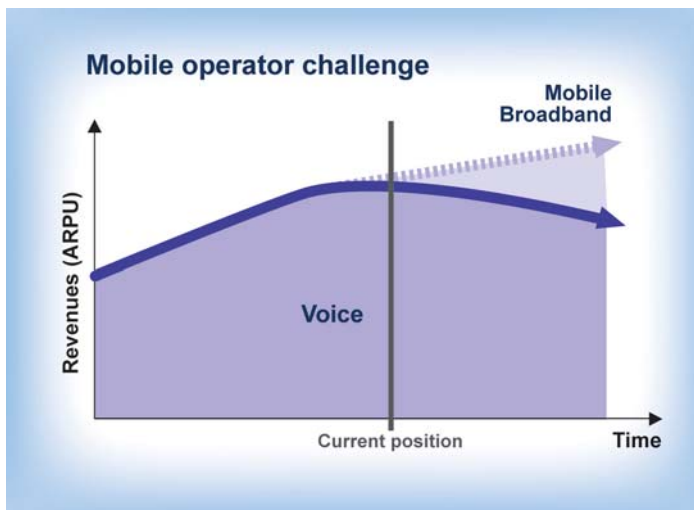 Mobile operator challenge
Mobile
Broadband
Revenues (ARPU)
Voice
Current position
Time